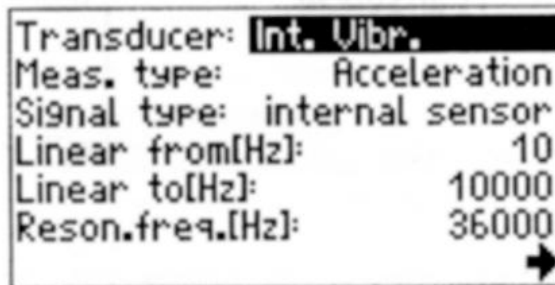 Transducer: Int. Vibr.
Meas. type: Acceleration
Signal type: internal sensor
Linear from[Hz]: 10
Linear to[Hz]: 10000
Reson.freq.[Hz]: 36000